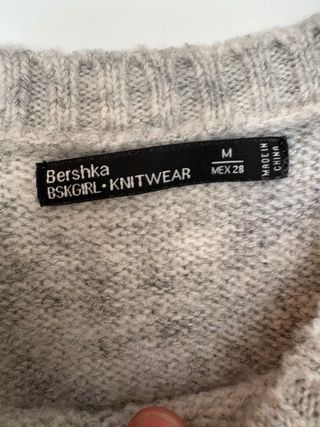 Bershka
BSKGIRL • KNITWEAR
M
MEX 28
MADE IN
CHINA